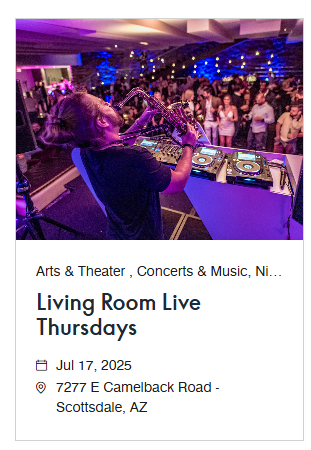 Arts & Theater , Concerts & Music, Ni...
Living Room Live
Thursdays
Jul 17, 2025
7277 E Camelback Road -
Scottsdale, AZ